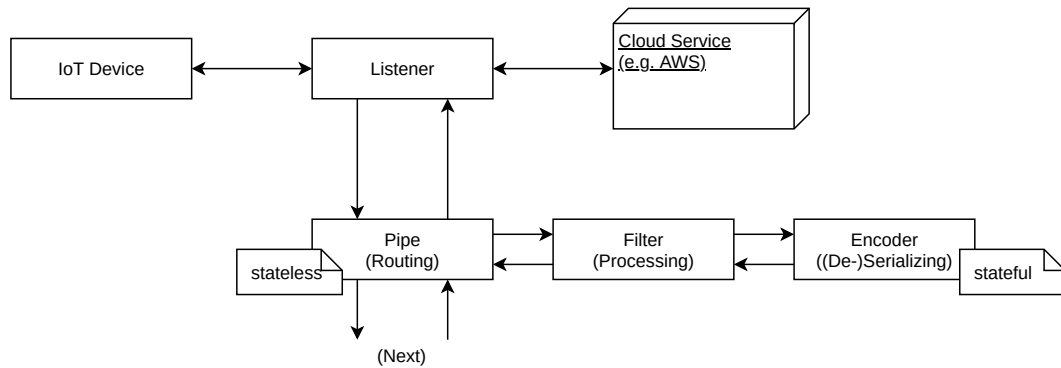 IoT Device
Listener
Cloud Service
(e.g. AWS)
Pipe
(Routing)
stateless
Filter
(Processing)
Encoder
((De-)Serializing)
stateful
(Next)